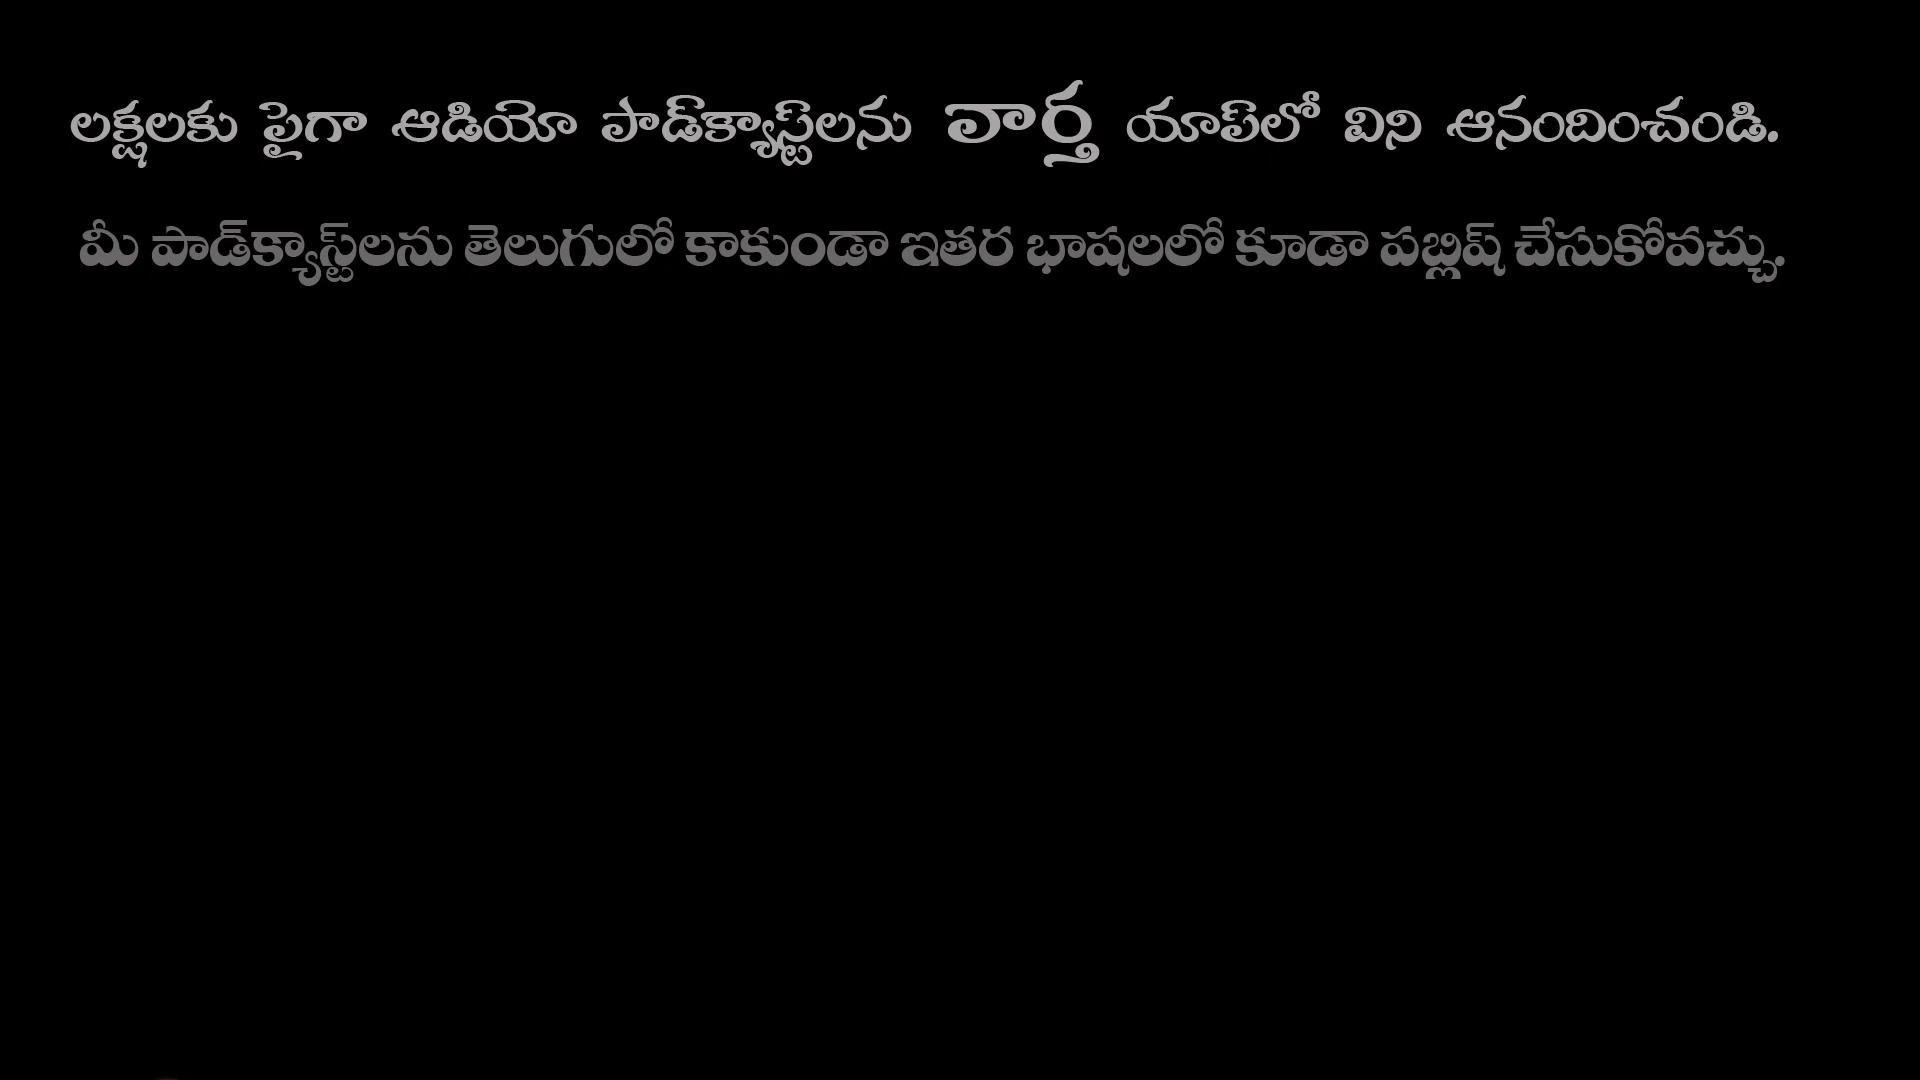 లక్షలకు పైగా ఆడియో పాడ్‌క్యాస్ట్‌లను వార్త యాప్‌లో విని ఆనందించండి.
మీ పాడ్‌క్యాస్ట్‌లను తెలుగులో కాకుండా ఇతర భాషలలో కూడా పబ్లిష్ చేసుకోవచ్చు.